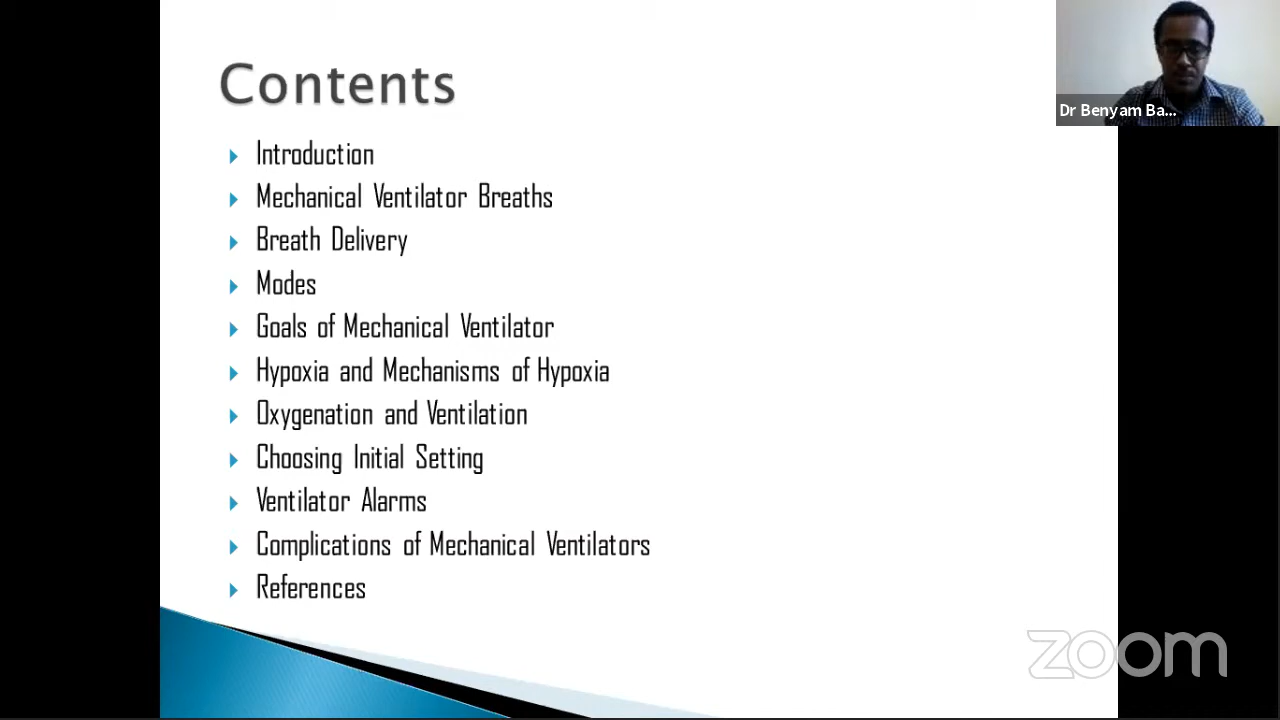 Contents
Dr Benyam Ba...
Introduction
Mechanical Ventilator Breaths
Breath Delivery
Modes
Goals of Mechanical Ventilator
Hypoxia and Mechanisms of Hypoxia
Oxygenation and Ventilation
Choosing Initial Setting
Ventilator Alarms
Complications of Mechanical Ventilators
References
zoom